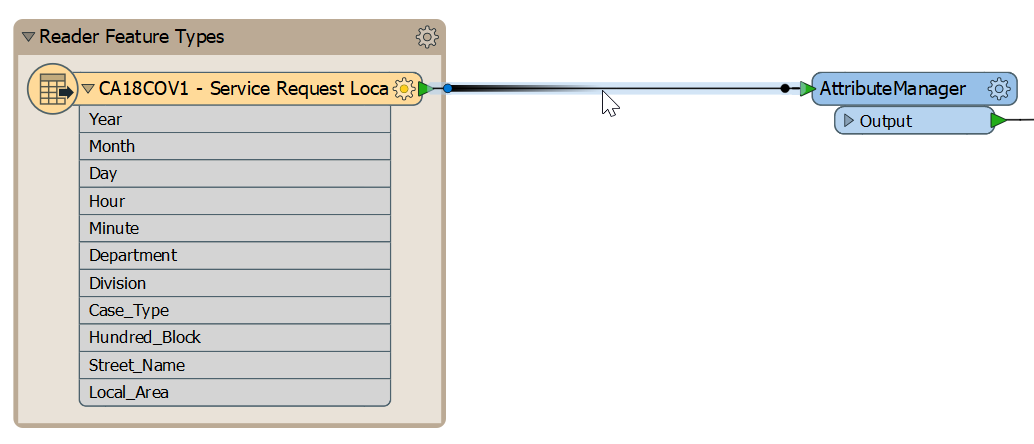 Reader Feature Types
CA18COV1 - Service Request Loca
Year
Month
Day
Hour
Minute
Department
Division
Case_Type
Hundred_Block
Street_Name
Local_Area
AttributeManager
Output